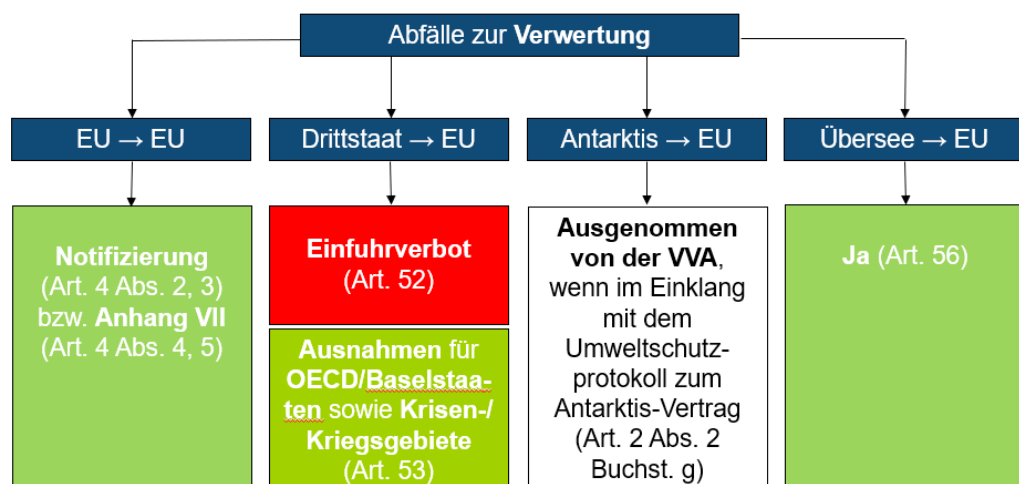 Abfälle zur Verwertung
EU → EU
Drittstaat → EU
Antarktis → EU
Übersee → EU
Notifizierung
(Art. 4 Abs. 2, 3)
bzw. Anhang VII
(Art. 4 Abs. 4, 5)
Einfuhrverbot
(Art. 52)
Ausnahmen für
OECD/Baselstaa-
ten sowie Krisen-/
Kriegsgebiete
(Art. 53)
Ausgenommen
von der VVA,
wenn im Einklang
mit dem
Umweltschutz-
protokoll zum
Antarktis-Vertrag
(Art. 2 Abs. 2
Buchst. g)
Ja (Art. 56)